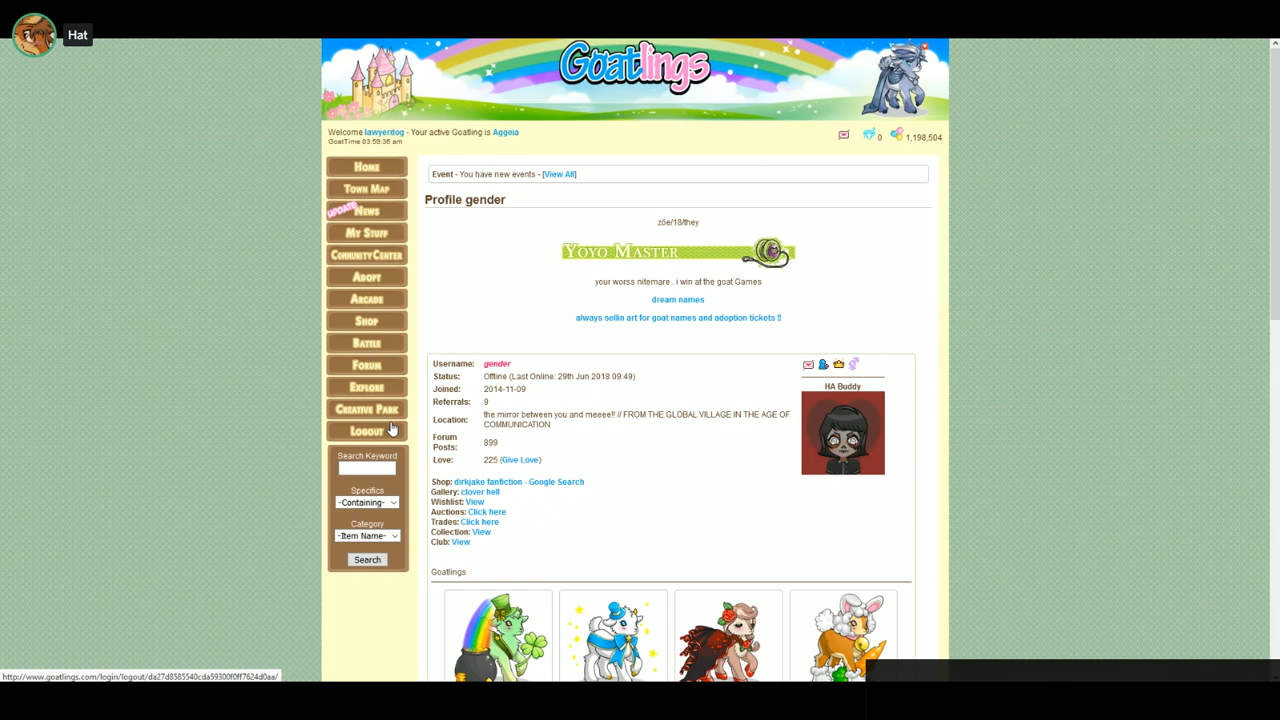 Hat
Goatlings
Welcome lawyerdog - Your active Goatling is Aggeia
GoatTime 03:59:36 am
0
1,198,504
Home
Town Map
UPDATE News
My Stuff
Community Center
Adopt
Arcade
Shop
Battle
Forum
Explore
Creative Park
Logout
Search Keyword
Specifics
-Containing-
Category
-Item Name-
Search
Event - You have new events - [View All]
Profile gender
zöe/18/they
Yoyo Master
your worss nitemare . i win at the goat Games
dream names
always sellin art for goat names and adoption tickets !!
Username: gender
Status: Offline (Last Online: 29th Jun 2018 09:49)
Joined: 2014-11-09
Referrals: 9
Location: the mirror between you and meeee!! // FROM THE GLOBAL VILLAGE IN THE AGE OF
COMMUNICATION
Forum
Posts: 899
Love: 225 (Give Love)
HA Buddy
Shop: dirkjake fanfiction - Google Search
Gallery: clover hell
Wishlist: View
Auctions: Click here
Trades: Click here
Collection: View
Club: View
Goatlings
http://www.goatlings.com/login/logout/da27d8585540cda59300f0ff7624d0aa/